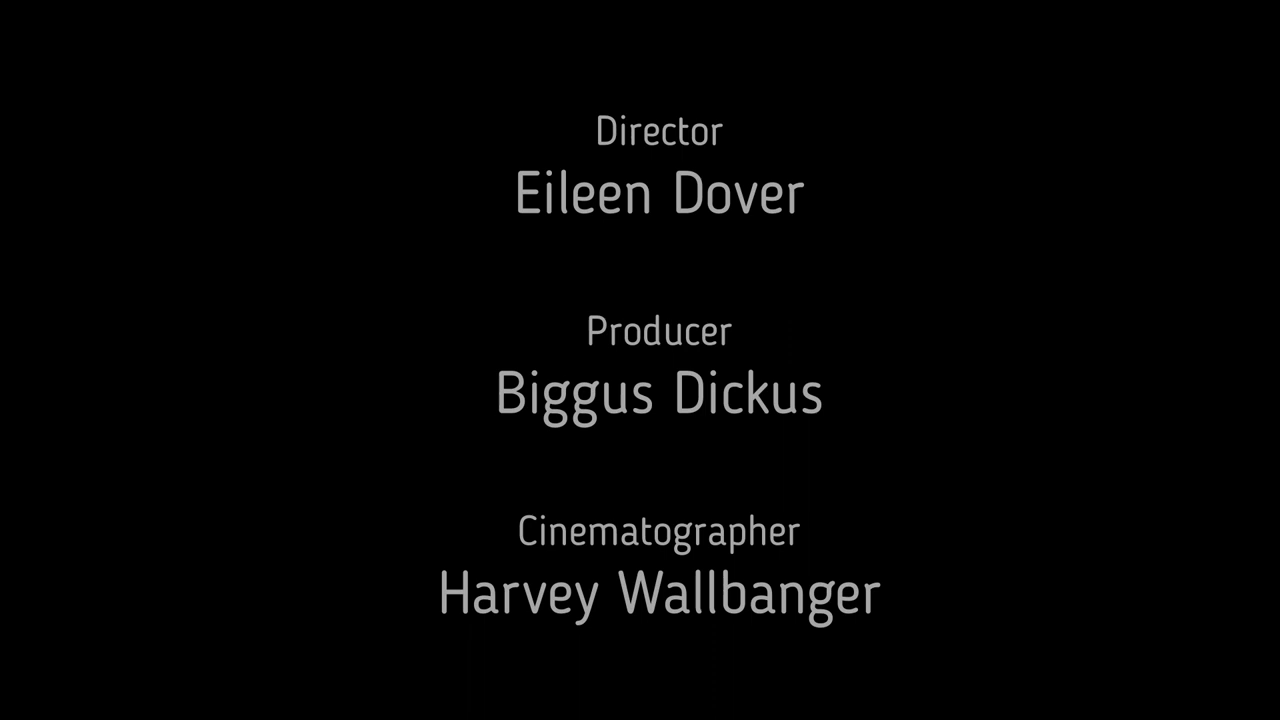 Director
Eileen Dover
Producer
Biggus Dickus
Cinematographer
Harvey Wallbanger